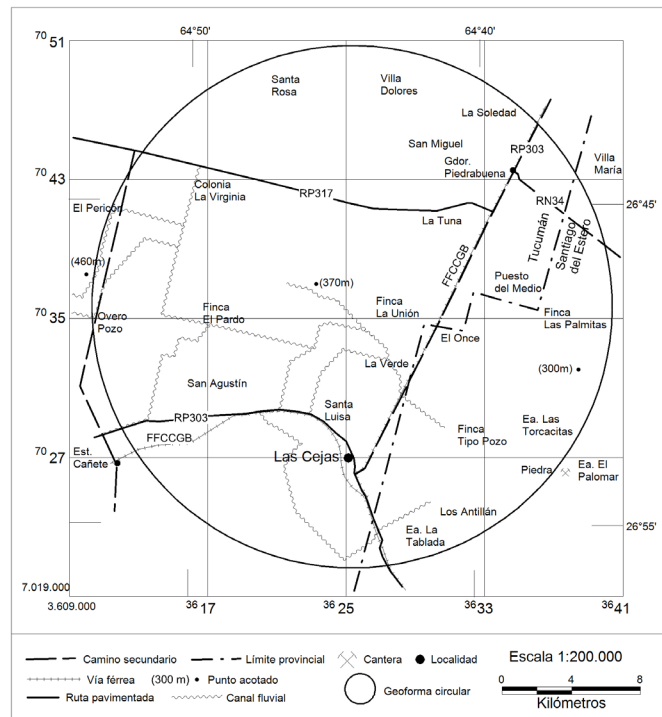 64°50'
64°40'
70 51
Santa Rosa
Villa Dolores
La Soledad
San Miguel
RP303
Gdor. Piedrabuena
Villa María
70 43
Colonia La Virginia
RP317
RN34
26°45'
El Pericón
La Tuna
Tucumán
Santiago del Estero
FFCCGB
(460m)
(370m)
Puesto del Medio
70 35
Overo Pozo
Finca El Pardo
Finca La Unión
Finca Las Palmitas
El Once
La Verde
(300m)
San Agustín
Santa Luisa
RP303
Ea. Las Torcacitas
FFCCGB
Finca Tipo Pozo
70 27
Est. Cañete
Las Cejas
Piedra
Ea. El Palomar
Los Antillán
26°55'
Ea. La Tablada
7.019.000
3.609.000
36 17
36 25
36 33
36 41
Camino secundario
Límite provincial
Cantera
Localidad
Escala 1:200.000
Vía férrea
(300 m)
Punto acotado
Ruta pavimentada
Canal fluvial
Geoforma circular
0 4 8
Kilómetros